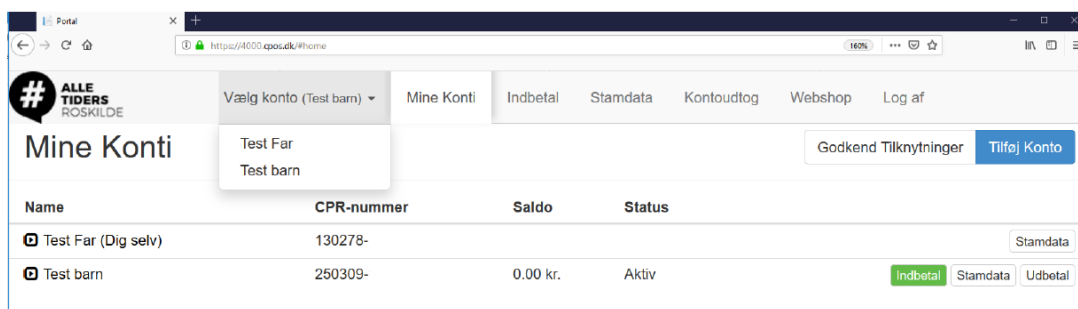 Portal
https://4000.cpos.dk/#home
160%
# ALLE TIDERS ROSKILDE
Vælg konto (Test barn) Mine Konti Indbetal Stamdata Kontoudtog Webshop Log af
Test Far
Test barn
Mine Konti Godkend Tilknytninger Tilføj Konto
Name CPR-nummer Saldo Status
Test Far (Dig selv) 130278- Stamdata
Test barn 250309- 0.00 kr. Aktiv Indbetal Stamdata Udbetal